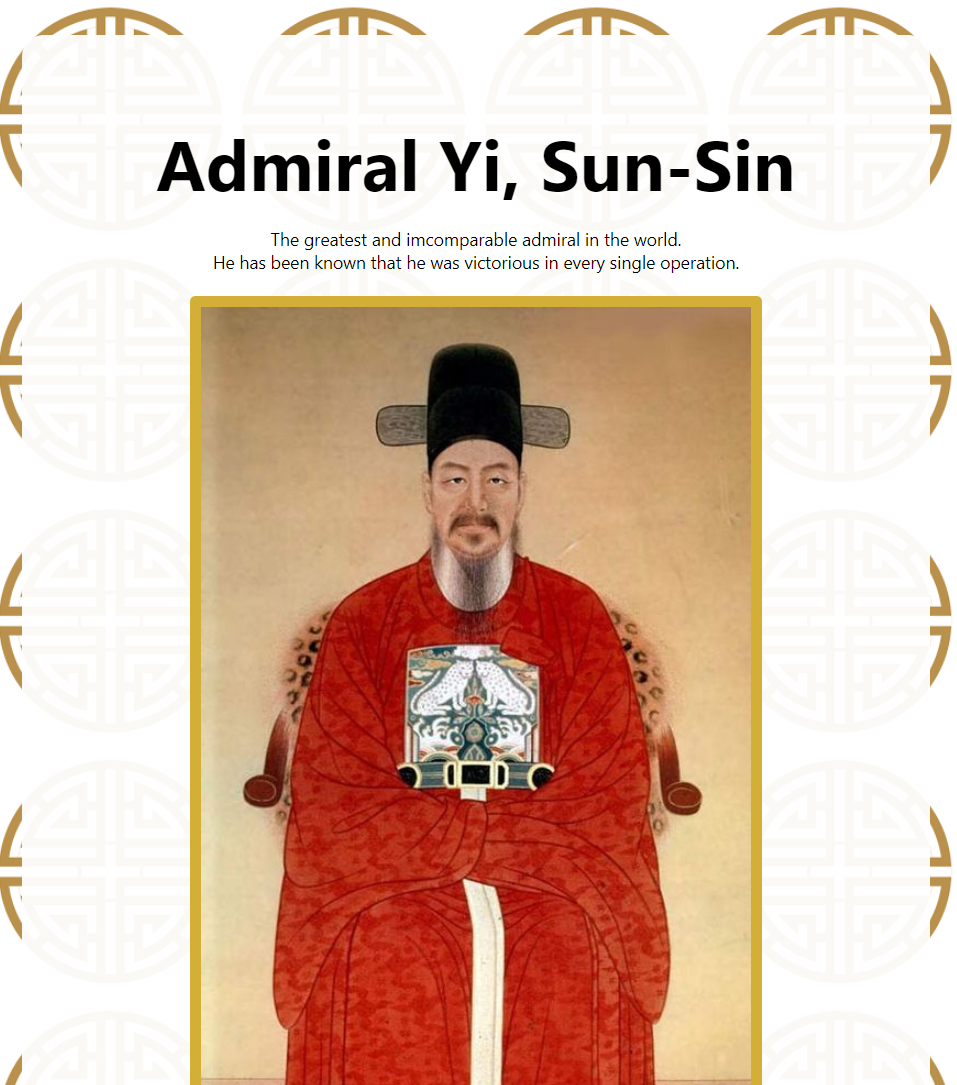 Admiral Yi, Sun-Sin
The greatest and imcomparable admiral in the world.
He has been known that he was victorious in every single operation.